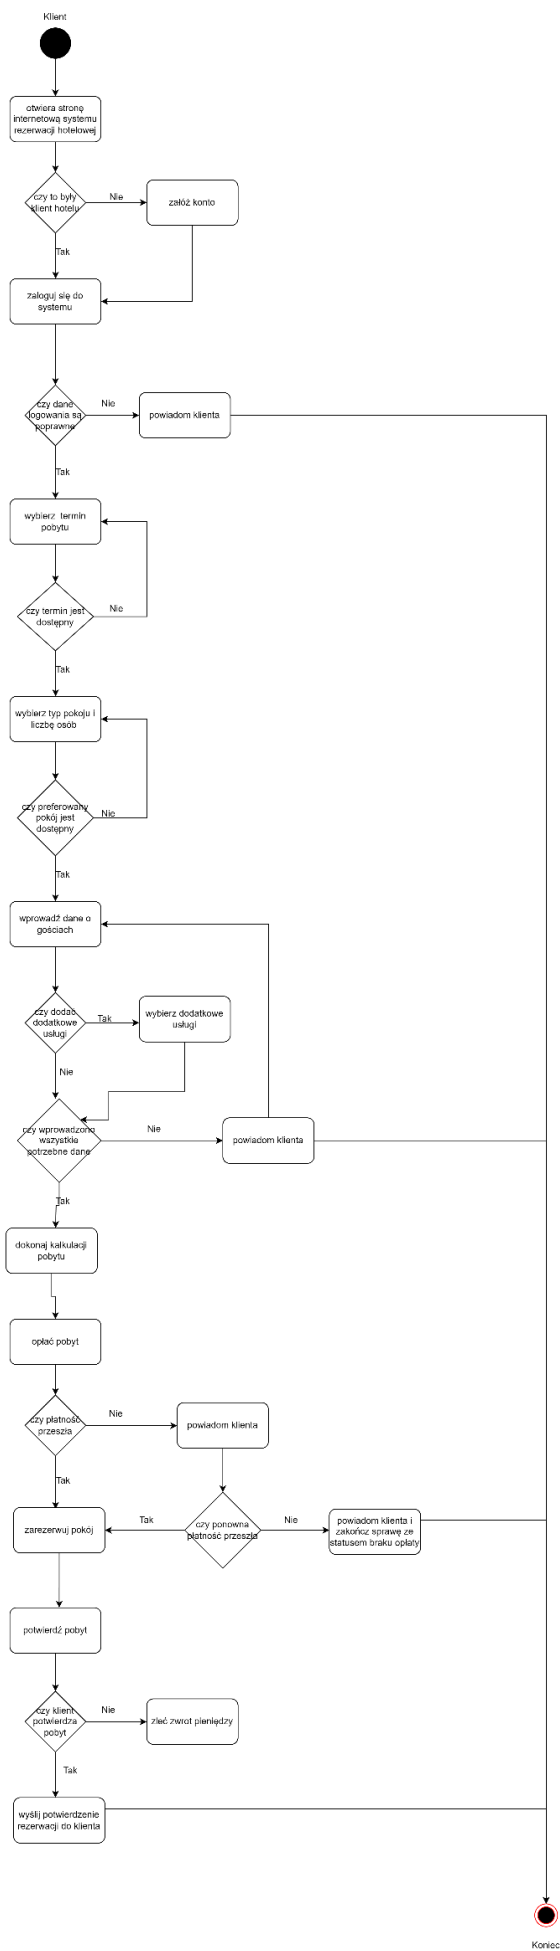 Klient
otwiera stronę
internetową systemu
rezerwacji hotelowej
czy to były
klient hotelu
Nie
załóż konto
Tak
zaloguj się do
systemu
czy dane
logowania są
poprawne
Nie
powiadom klienta
Tak
wybierz termin
pobytu
czy termin jest
dostępny
Nie
Tak
wybierz typ pokoju i
liczbę osób
czy preferowany
pokój jest
dostępny
Nie
Tak
wprowadź dane o
gościach
czy dodać
dodatkowe
usługi
Tak
wybierz dodatkowe
usługi
Nie
czy wprowadzono
wszystkie
potrzebne dane
Nie
powiadom klienta
Tak
dokonaj kalkulacji
pobytu
opłać pobyt
czy płatność
przeszła
Nie
powiadom klienta
Tak
zarezerwuj pokój
Tak
czy ponowna
płatność przeszła
Nie
powiadom klienta i
zakończ sprawę ze
statusem braku opłaty
potwierdź pobyt
czy klient
potwierdza
pobyt
Nie
zleć zwrot pieniędzy
Tak
wyślij potwierdzenie
rezerwacji do klienta
Koniec